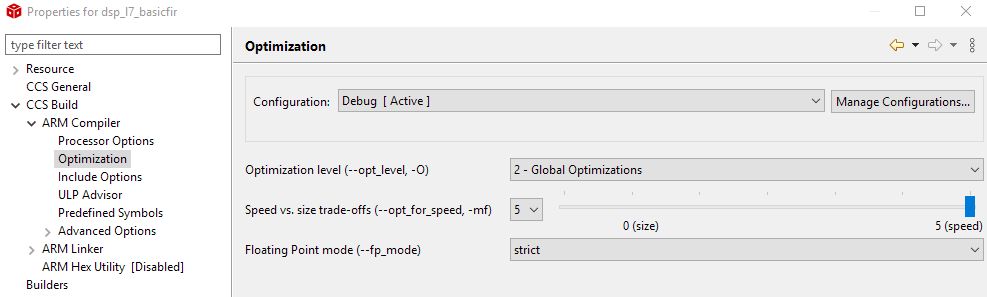 Properties for dsp_l7_basicfir
type filter text
Resource
CCS General
CCS Build
ARM Compiler
Processor Options
Optimization
Include Options
ULP Advisor
Predefined Symbols
Advanced Options
ARM Linker
ARM Hex Utility [Disabled]
Builders
Optimization
Configuration: Debug [ Active ] Manage Configurations...
Optimization level (--opt_level, -O) 2 - Global Optimizations
Speed vs. size trade-offs (--opt_for_speed, -mf) 5
0 (size) 5 (speed)
Floating Point mode (--fp_mode) strict